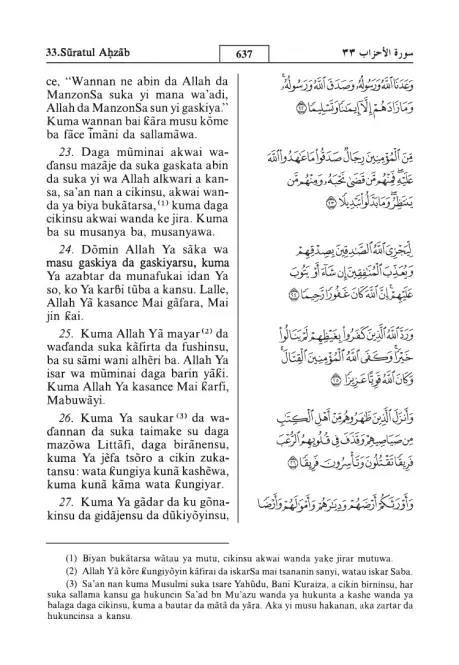 33.Sūratul Aḥzāb
637
سورة الأحزاب ٣٣
ce, “Wannan ne abin da Allah da
ManzonSa suka yi mana wa'adi,
Allah da ManzonSa sun yi gaskiya.”
Kuma wannan bai ƙāra musu kōme
ba fāce īmāni da sallamāwa.
23. Daga mūminai akwai wa-
ɗansu mazāje da suka gaskata abin
da suka yi wa Allah alkwari a kan-
sa, sa'an nan a cikinsu, akwai wan-
da ya biya bukātarsa,(1) kuma daga
cikinsu akwai wanda ke jira. Kuma
ba su musanya ba, musanyawa.
24. Dōmin Allah Ya sāka wa
masu gaskiya da gaskiyarsu, kuma
Ya azabtar da munafukai idan Ya
so, ko Ya karɓi tūba a kansu. Lalle,
Allah Yā kasance Mai gāfara, Mai
jin ƙai.
25. Kuma Allah Yā mayar(2) da
waɗanda suka kāfirta da fushinsu,
ba su sāmi wani alhēri ba. Allah Ya
isar wa mūminai daga barin yāƙi.
Kuma Allah Ya kasance Mai ƙarfi,
Mabuwāyi.
26. Kuma Ya saukar(3) da wa-
ɗannan da suka taimake su daga
mazōwa Littāfi, daga birānensu,
kuma Ya jēfa tsōro a cikin zuka-
tansu: wata ƙungiya kunā kashēwa,
kuma kunā kāma wata ƙungiyar.
27. Kuma Ya gādar da ku gōna-
kinsu da gidājensu da dūkiyōyinsu,
وَعَدَنَا ٱللَّهُ وَرَسُولُهُۥ وَصَدَقَ ٱللَّهُ وَرَسُولُهُۥۚ
وَمَا زَادَهُمْ إِلَّآ إِيمَٰنًا وَتَسْلِيمًا ﴿٢٢﴾
مِّنَ ٱلْمُؤْمِنِينَ رِجَالٌ صَدَقُوا۟ مَا عَٰهَدُوا۟ ٱللَّهَ
عَلَيْهِۖ فَمِنْهُم مَّن قَضَىٰ نَحْبَهُۥ وَمِنْهُم مَّن
يَنتَظِرُۖ وَمَا بَدَّلُوا۟ تَبْدِيلًا ﴿٢٣﴾
لِّيَجْزِىَ ٱللَّهُ ٱلصَّٰدِقِينَ بِصِدْقِهِمْ
وَيُعَذِّبَ ٱلْمُنَٰفِقِينَ إِن شَآءَ أَوْ يَتُوبَ
عَلَيْهِمْۚ إِنَّ ٱللَّهَ كَانَ غَفُورًا رَّحِيمًا ﴿٢٤﴾
وَرَدَّ ٱللَّهُ ٱلَّذِينَ كَفَرُوا۟ بِغَيْظِهِمْ لَمْ يَنَالُوا۟
خَيْرًاۚ وَكَفَى ٱللَّهُ ٱلْمُؤْمِنِينَ ٱلْقِتَالَۚ
وَكَانَ ٱللَّهُ قَوِيًّا عَزِيزًا ﴿٢٥﴾
وَأَنزَلَ ٱلَّذِينَ ظَٰهَرُوهُم مِّنْ أَهْلِ ٱلْكِتَٰبِ
مِن صَيَاصِيهِمْ وَقَذَفَ فِى قُلُوبِهِمُ ٱلرُّعْبَ
فَرِيقًا تَقْتُلُونَ وَتَأْسِرُونَ فَرِيقًا ﴿٢٦﴾
وَأَوْرَثَكُمْ أَرْضَهُمْ وَدِيَٰرَهُمْ وَأَمْوَٰلَهُمْ وَأَرْضًا
(1) Biyan bukātarsa wātau ya mutu, cikinsu akwai wanda yake jirar mutuwa.
(2) Allah Yā kōre ƙungiyōyin kāfirai da iskarSa mai tsananin sanyi, watau iskar Saba.
(3) Sa'an nan kuma Musulmi suka tsare Yahūdu, Bani Kuraiza, a cikin birninsu, har
suka sallama kansu ga hukuncin Sa'ad bn Mu'azu wanda ya hukunta a kashe wanda ya
balaga daga cikinsu, kuma a bautar da mātā da yāra. Aka yi musu hakanan, aka zartar da
hukuncinsa a kansu.